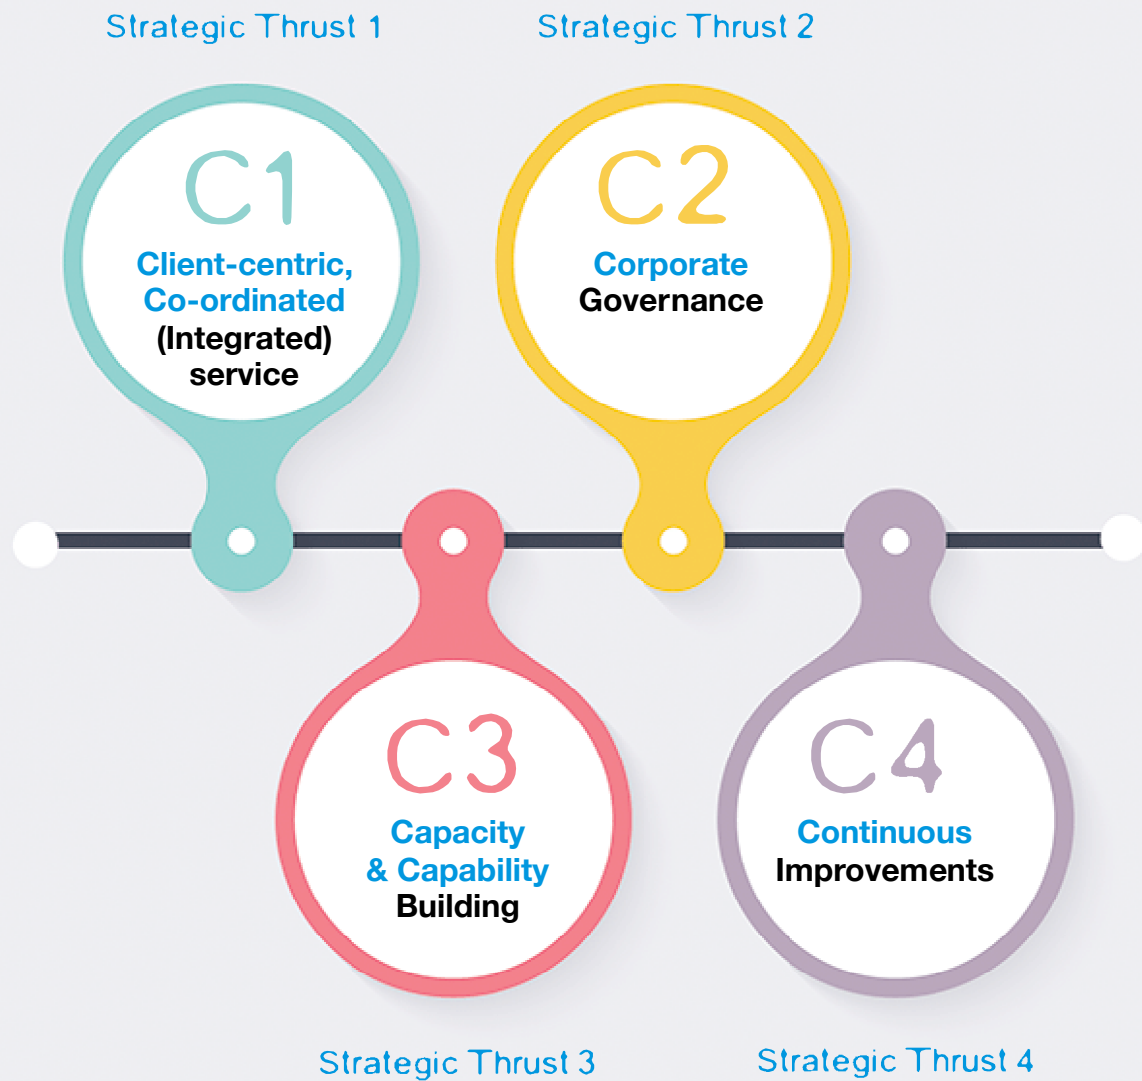 Strategic Thrust 1
C1
Client-centric,
Co-ordinated
(Integrated)
service
Strategic Thrust 2
C2
Corporate
Governance
C3
Capacity
& Capability
Building
Strategic Thrust 3
C4
Continuous
Improvements
Strategic Thrust 4